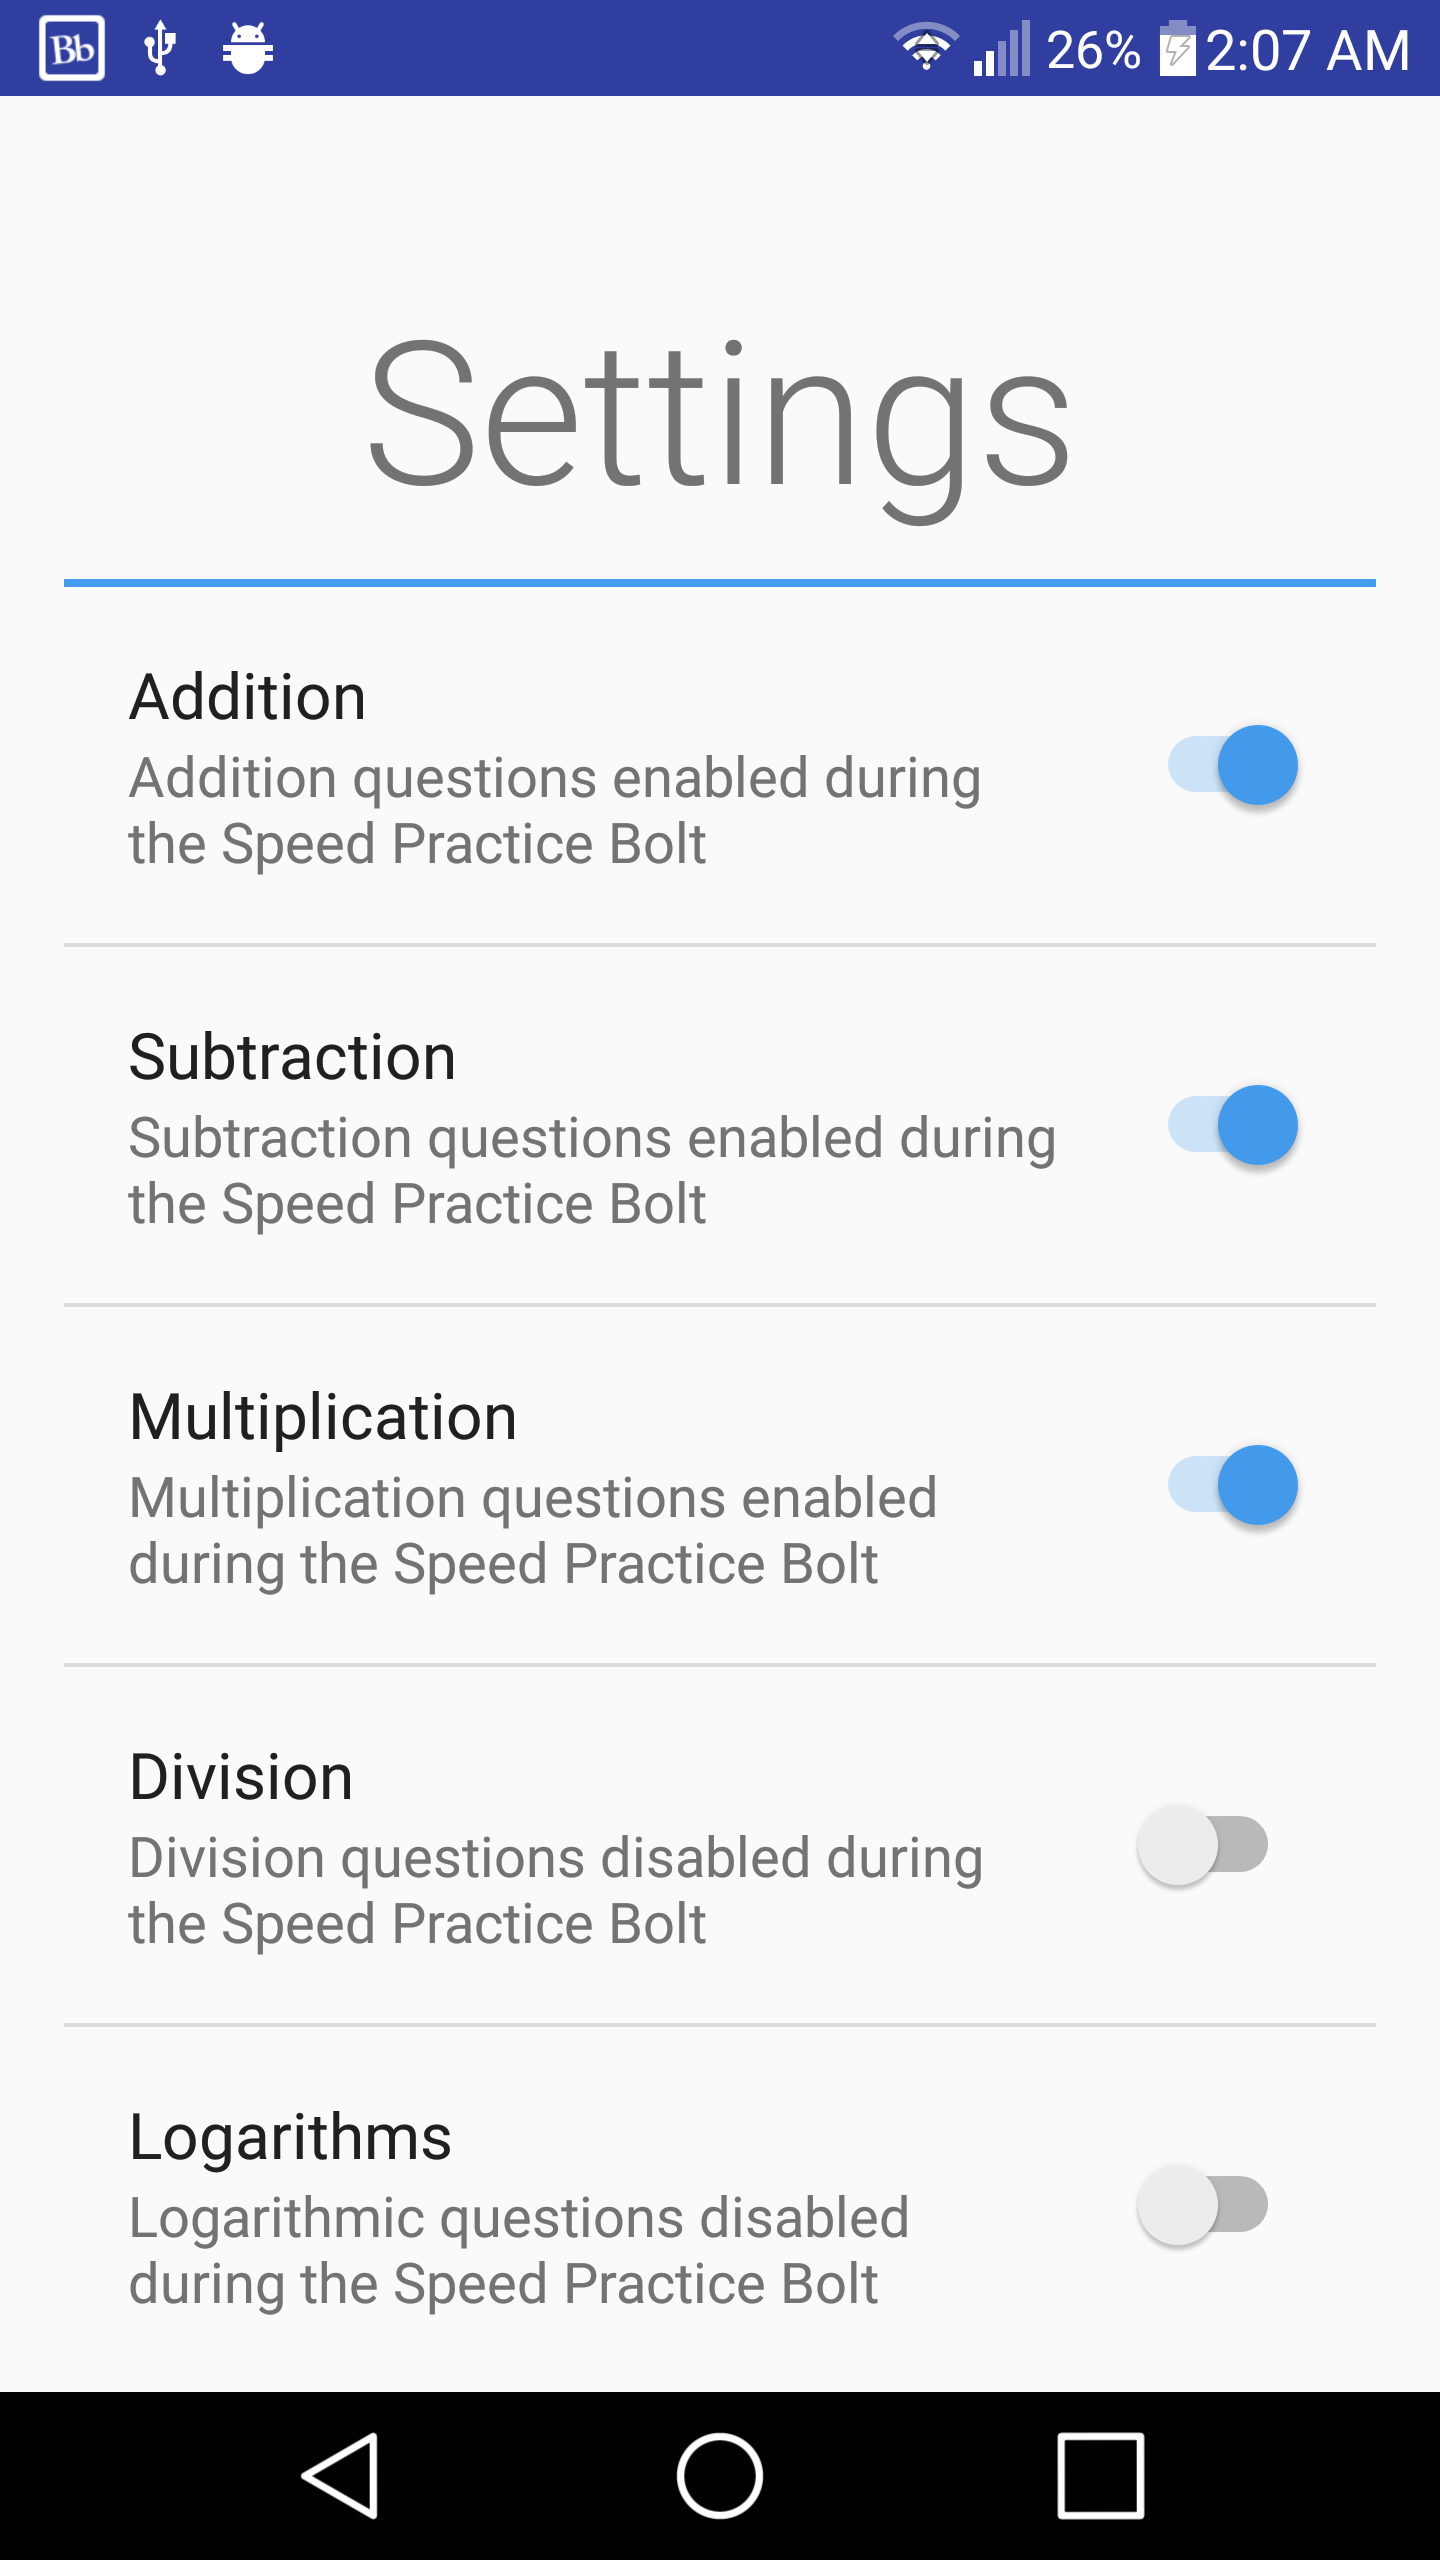 Bb 26% 2:07 AM
Settings
Addition
Addition questions enabled during
the Speed Practice Bolt
Subtraction
Subtraction questions enabled during
the Speed Practice Bolt
Multiplication
Multiplication questions enabled
during the Speed Practice Bolt
Division
Division questions disabled during
the Speed Practice Bolt
Logarithms
Logarithmic questions disabled
during the Speed Practice Bolt